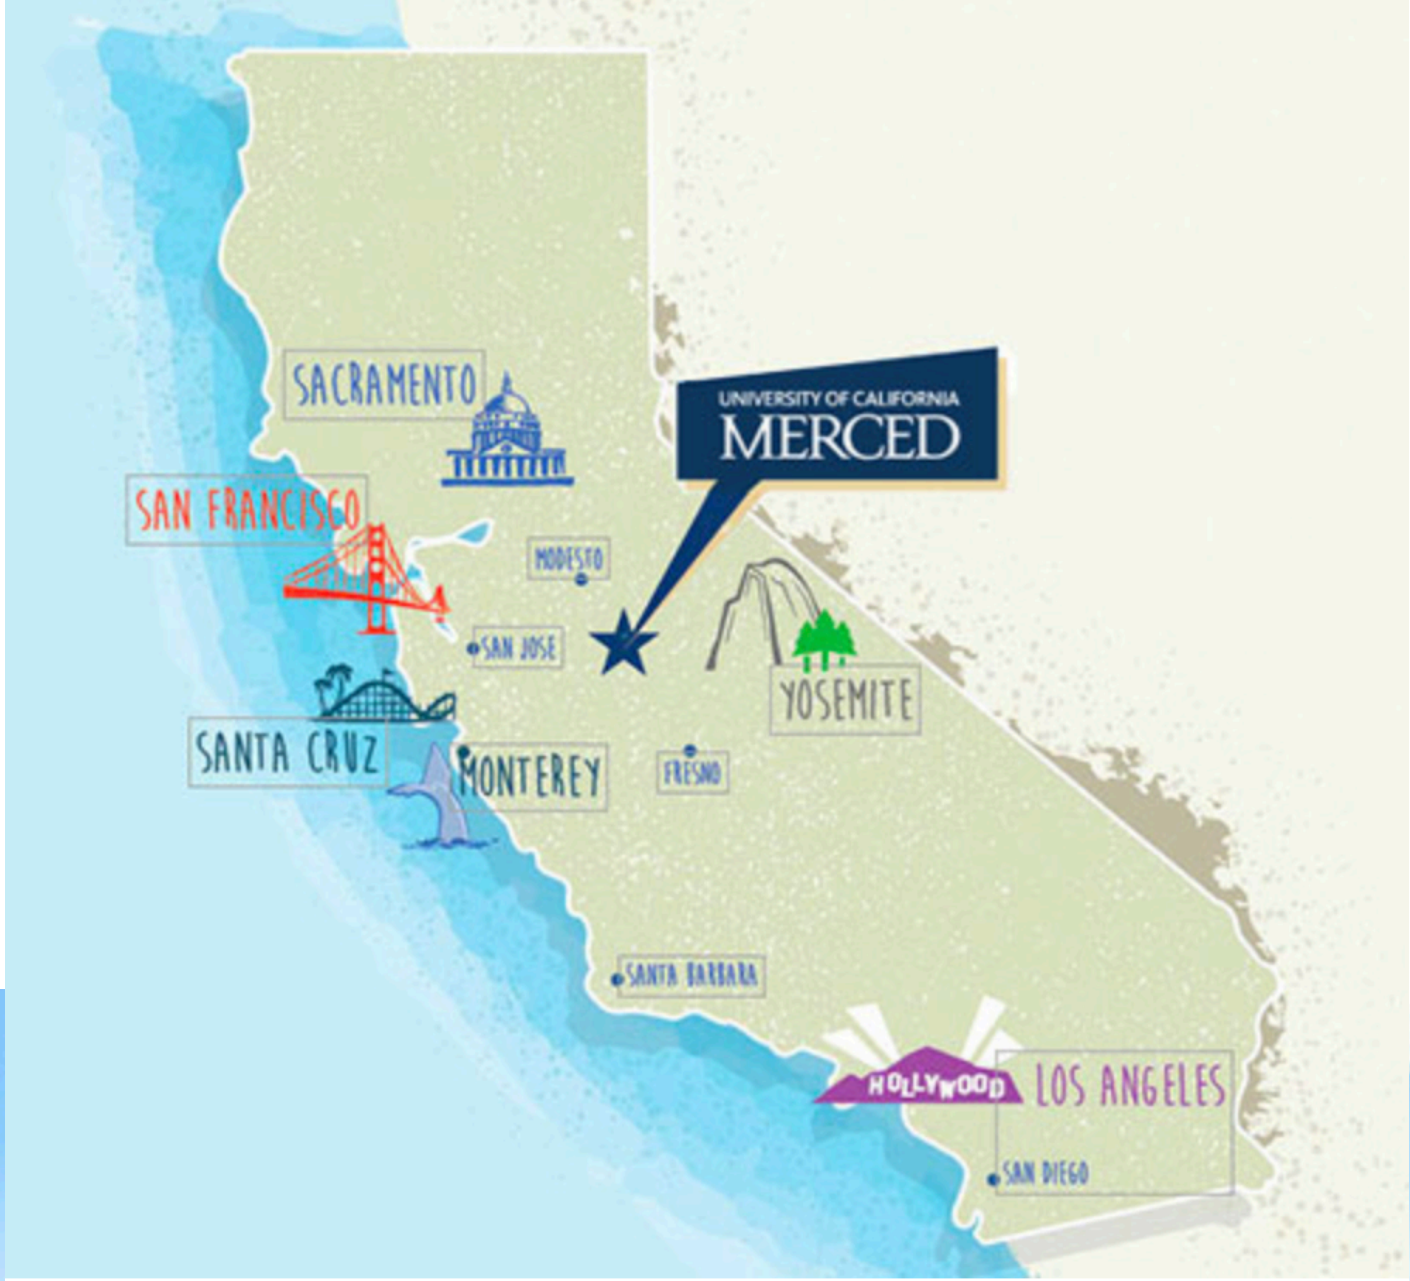 SACRAMENTO
UNIVERSITY OF CALIFORNIA
MERCED
SAN FRANCISCO
MODESTO
SAN JOSE
YOSEMITE
SANTA CRUZ
MONTEREY
FRESNO
SANTA BARBARA
HOLLYWOOD
LOS ANGELES
SAN DIEGO